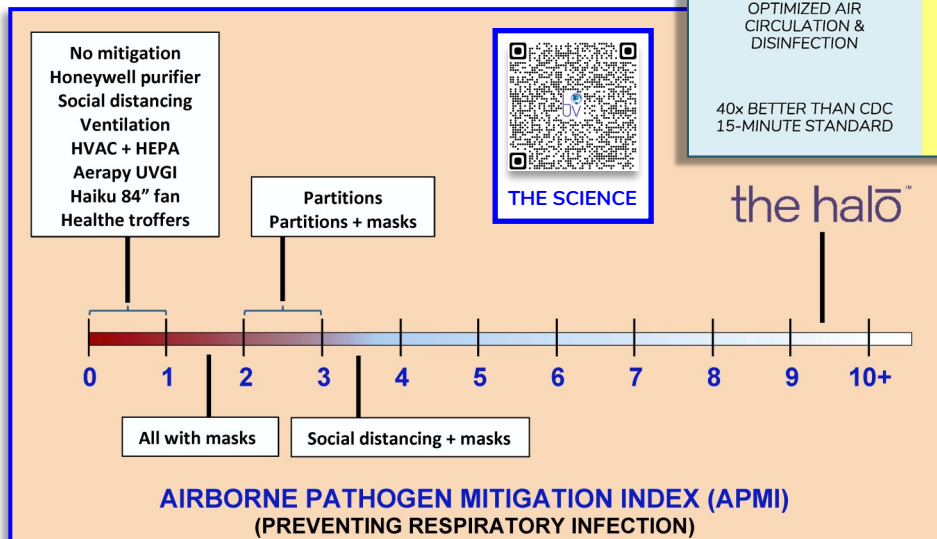 OPTIMIZED AIR
CIRCULATION &
DISINFECTION
40x BETTER THAN CDC
15-MINUTE STANDARD
No mitigation
Honeywell purifier
Social distancing
Ventilation
HVAC + HEPA
Aerapy UVGI
Haiku 84” fan
Healthe troffers
Partitions
Partitions + masks
UV
THE SCIENCE
the halō™
0 1 2 3 4 5 6 7 8 9 10+
All with masks
Social distancing + masks
AIRBORNE PATHOGEN MITIGATION INDEX (APMI)
(PREVENTING RESPIRATORY INFECTION)